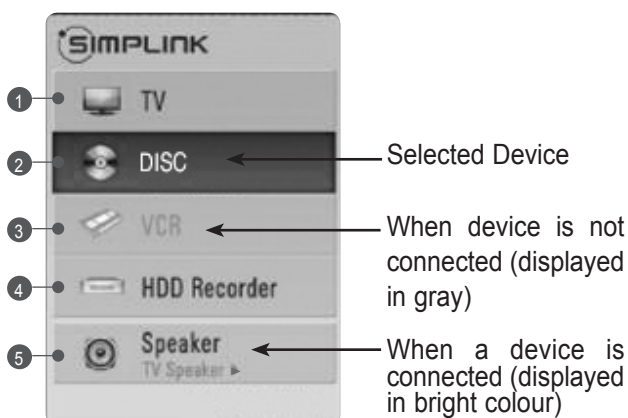 SIMPLINK
1 TV
2 DISC
Selected Device
3 VCR
When device is not
connected (displayed
in gray)
4 HDD Recorder
5 Speaker
TV Speaker ▶
When a device is
connected (displayed
in bright colour)